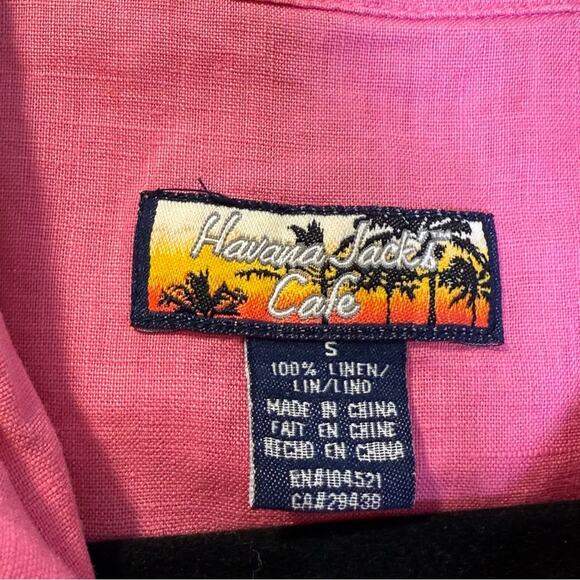 Havana Jack's™
Cafe
S
100% LINEN/
LIN/LINO
MADE IN CHINA
FAIT EN CHINE
HECHO EN CHINA
RN#104521
CA#29438